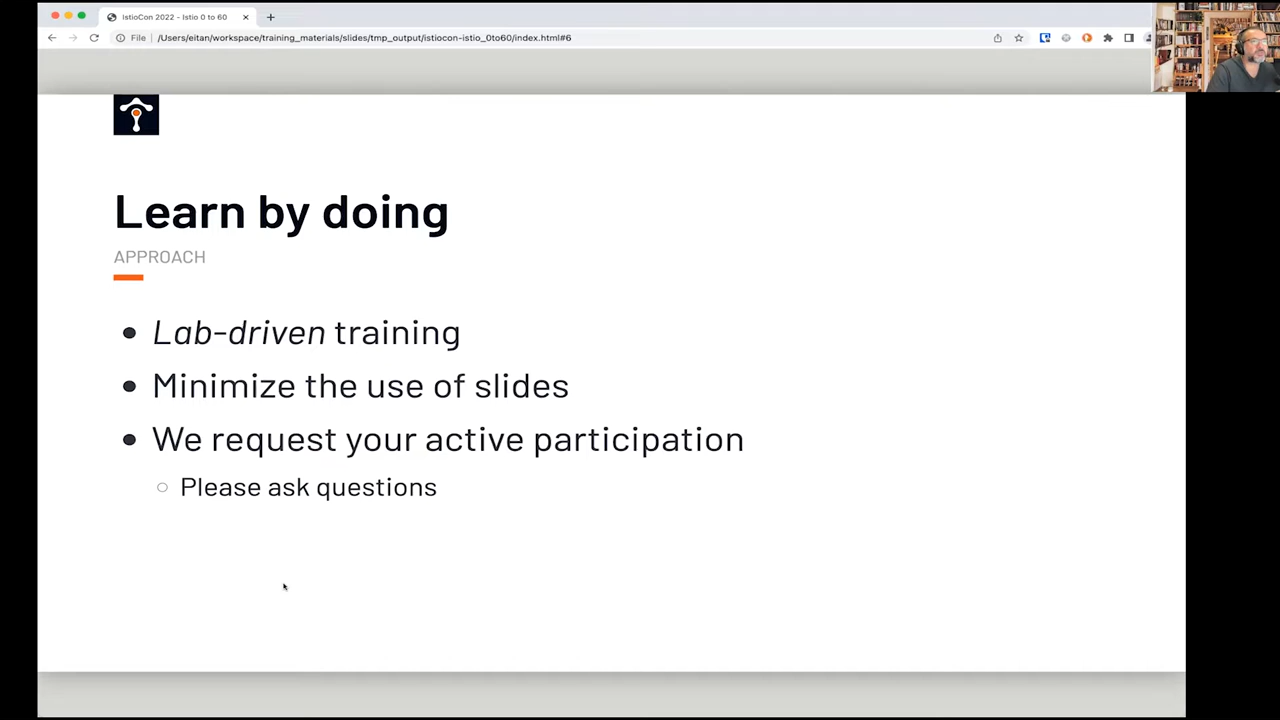 IstioCon 2022 - Istio 0 to 60
File | /Users/eitan/workspace/training_materials/slides/tmp_output/istiocon-istio_0to60/index.html#6
Learn by doing
APPROACH
Lab-driven training
Minimize the use of slides
We request your active participation
Please ask questions